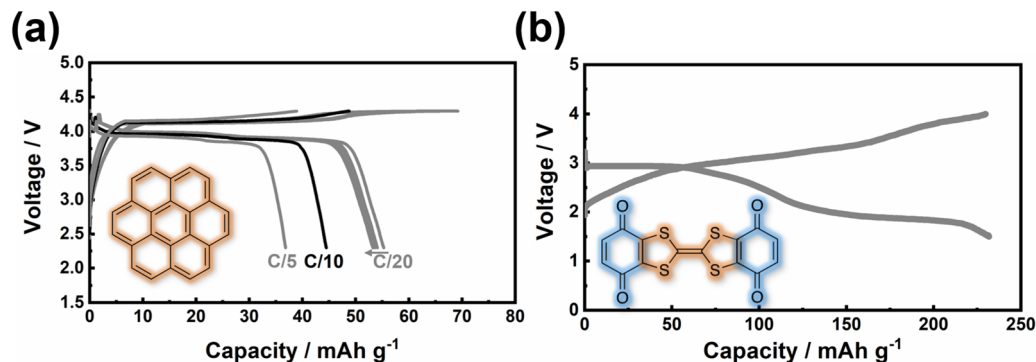 (a)
5.0
4.5
4.0
3.5
3.0
2.5
2.0
1.5
Voltage / V
C/5 C/10 C/20
0 10 20 30 40 50 60 70 80
Capacity / mAh g-1
(b)
5
4
3
2
1
0
Voltage / V
O O
S S
S S
O O
0 50 100 150 200 250
Capacity / mAh g-1